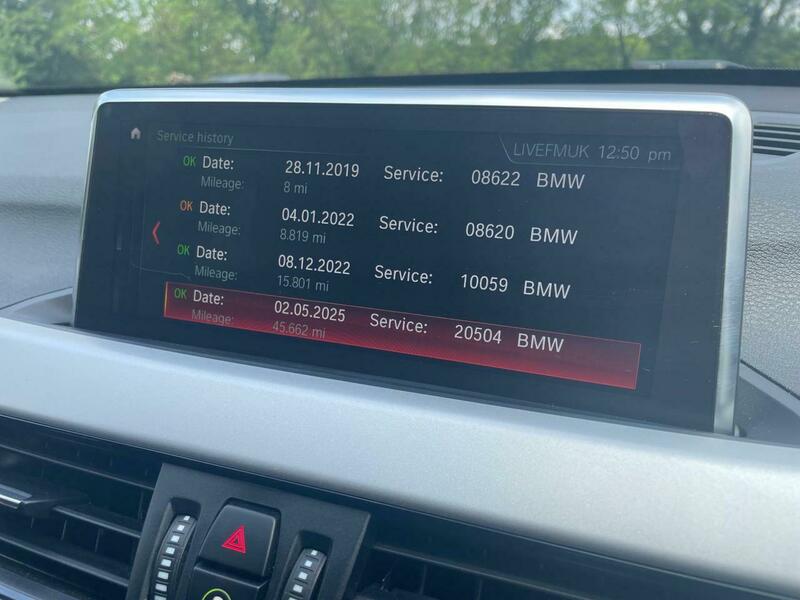 Service history
LIVEFMUK 12:50 pm
OK Date: 28.11.2019 Service: 08622 BMW
Mileage: 8 mi
OK Date: 04.01.2022 Service: 08620 BMW
Mileage: 8.819 mi
OK Date: 08.12.2022 Service: 10059 BMW
Mileage: 15.801 mi
OK Date: 02.05.2025 Service: 20504 BMW
Mileage: 45.662 mi